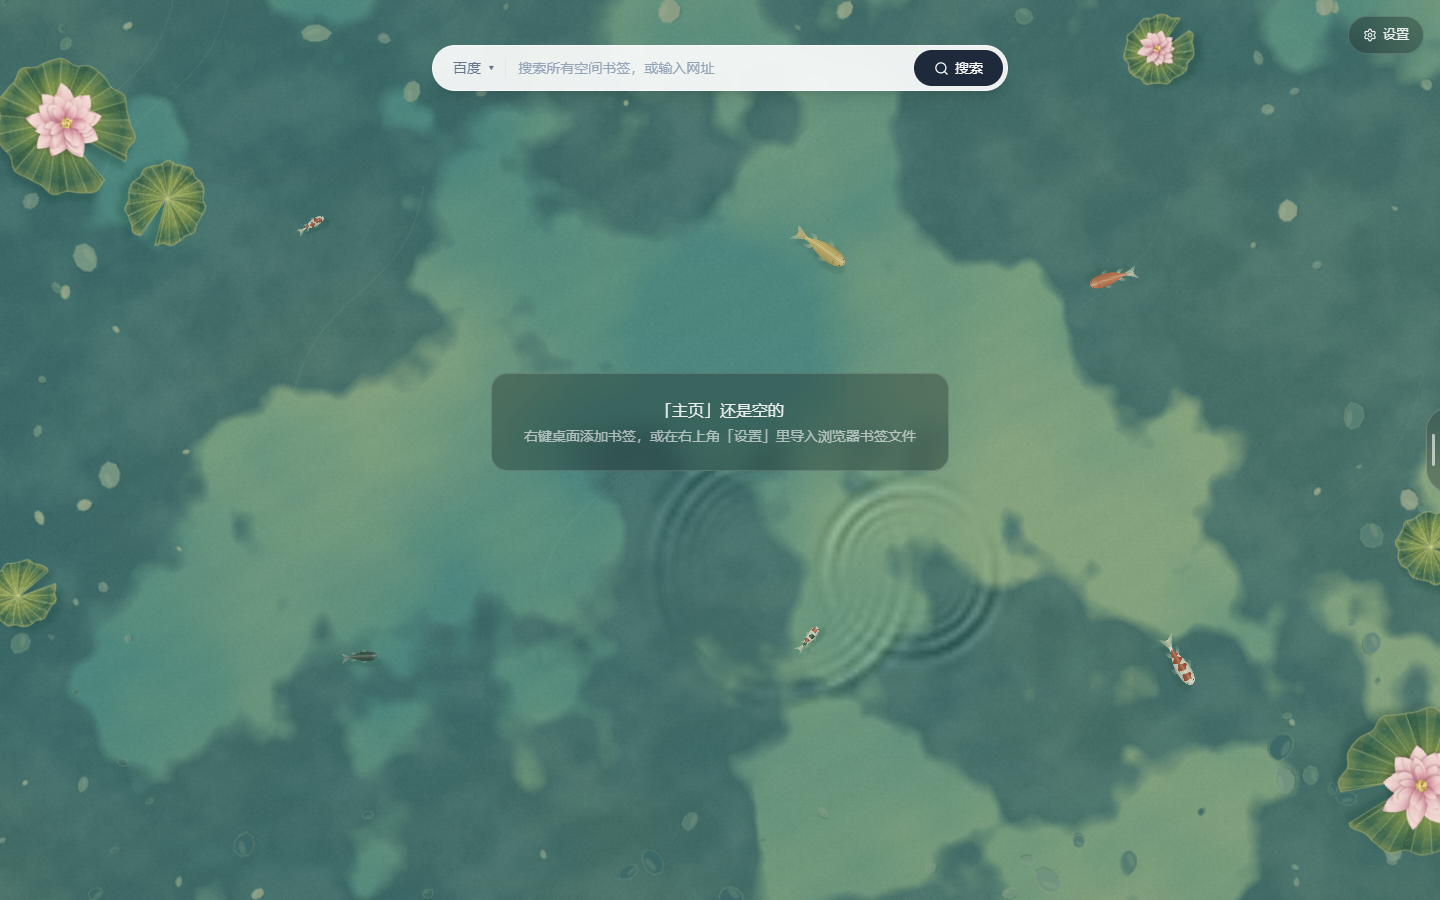 百度 搜索所有空间书签，或输入网址 搜索
设置
「主页」还是空的
右键桌面添加书签，或在右上角「设置」里导入浏览器书签文件